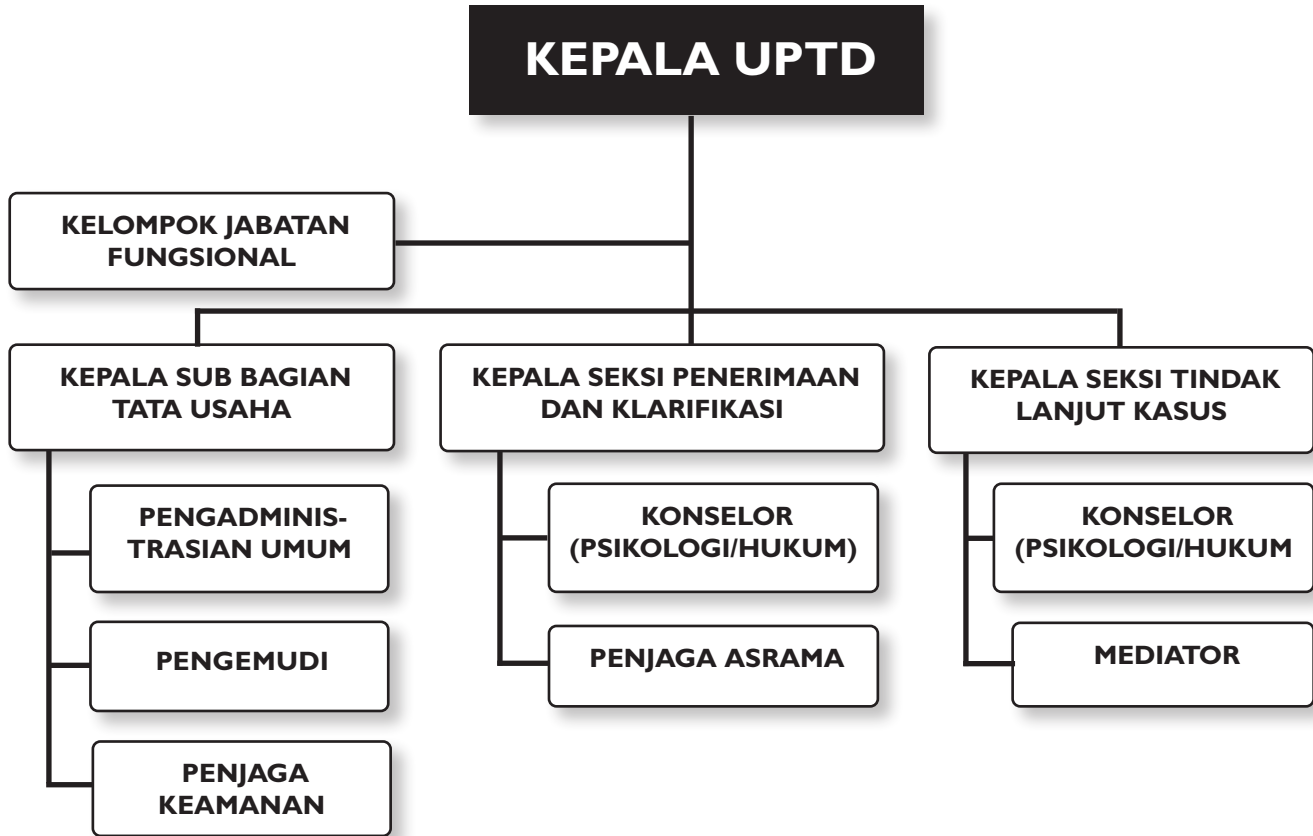 KEPALA UPTD
KELOMPOK JABATAN
FUNGSIONAL
KEPALA SUB BAGIAN
TATA USAHA
PENGADMINIS-
TRASIAN UMUM
PENGEMUDI
PENJAGA
KEAMANAN
KEPALA SEKSI PENERIMAAN
DAN KLARIFIKASI
KONSELOR
(PSIKOLOGI/HUKUM)
PENJAGA ASRAMA
KEPALA SEKSI TINDAK
LANJUT KASUS
KONSELOR
(PSIKOLOGI/HUKUM
MEDIATOR